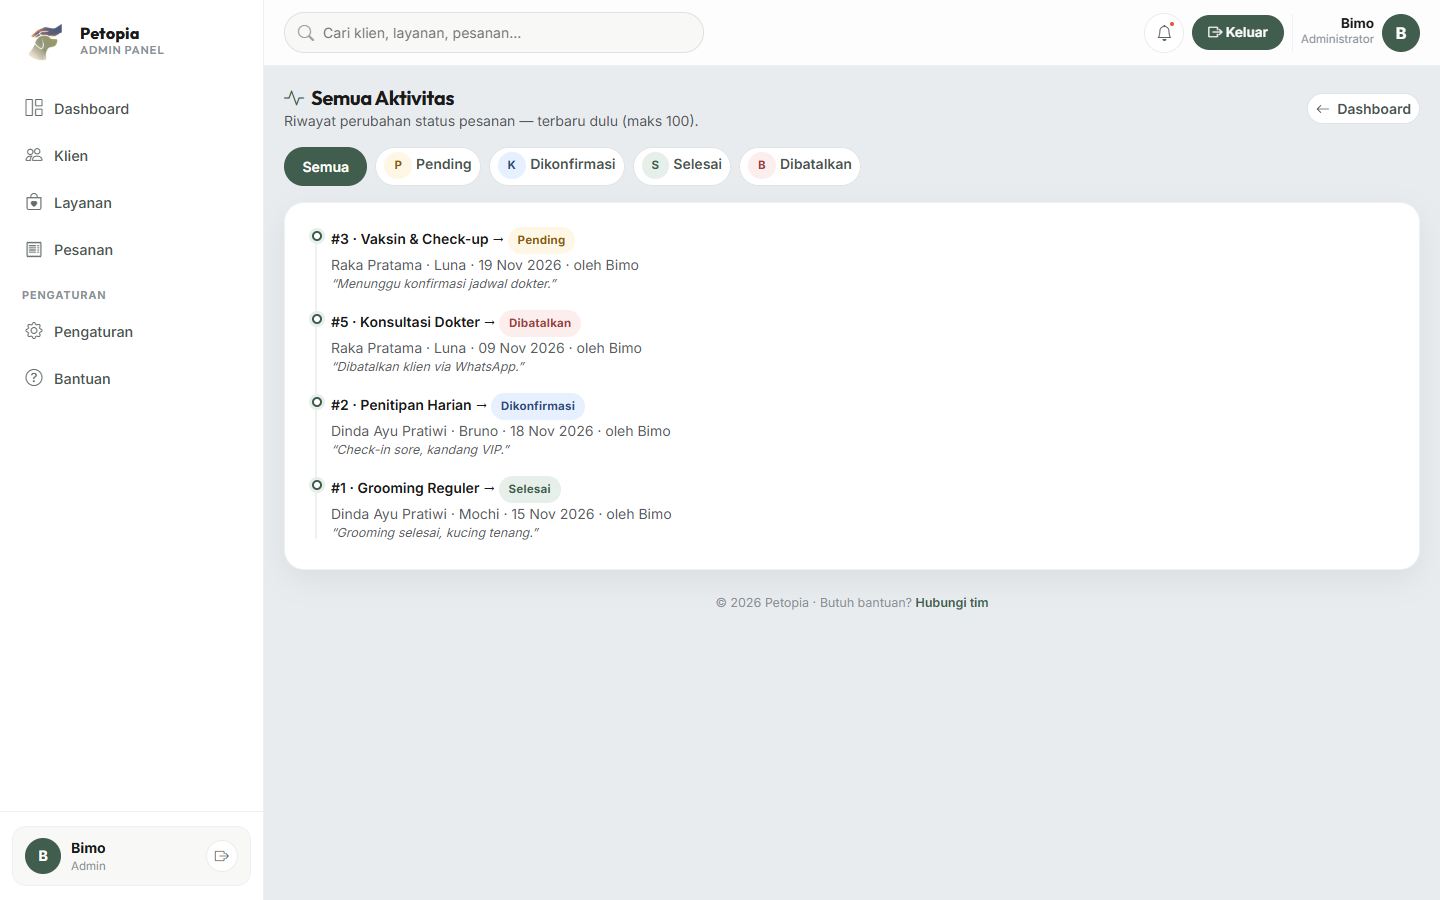 Petopia
ADMIN PANEL
Dashboard
Klien
Layanan
Pesanan
PENGATURAN
Pengaturan
Bantuan
B
Bimo
Admin
Cari klien, layanan, pesanan...
Keluar
Bimo
Administrator
B
Semua Aktivitas
Riwayat perubahan status pesanan — terbaru dulu (maks 100).
← Dashboard
Semua
P Pending
K Dikonfirmasi
S Selesai
B Dibatalkan
#3 · Vaksin & Check-up → Pending
Raka Pratama · Luna · 19 Nov 2026 · oleh Bimo
“Menunggu konfirmasi jadwal dokter.”
#5 · Konsultasi Dokter → Dibatalkan
Raka Pratama · Luna · 09 Nov 2026 · oleh Bimo
“Dibatalkan klien via WhatsApp.”
#2 · Penitipan Harian → Dikonfirmasi
Dinda Ayu Pratiwi · Bruno · 18 Nov 2026 · oleh Bimo
“Check-in sore, kandang VIP.”
#1 · Grooming Reguler → Selesai
Dinda Ayu Pratiwi · Mochi · 15 Nov 2026 · oleh Bimo
“Grooming selesai, kucing tenang.”
© 2026 Petopia · Butuh bantuan? Hubungi tim